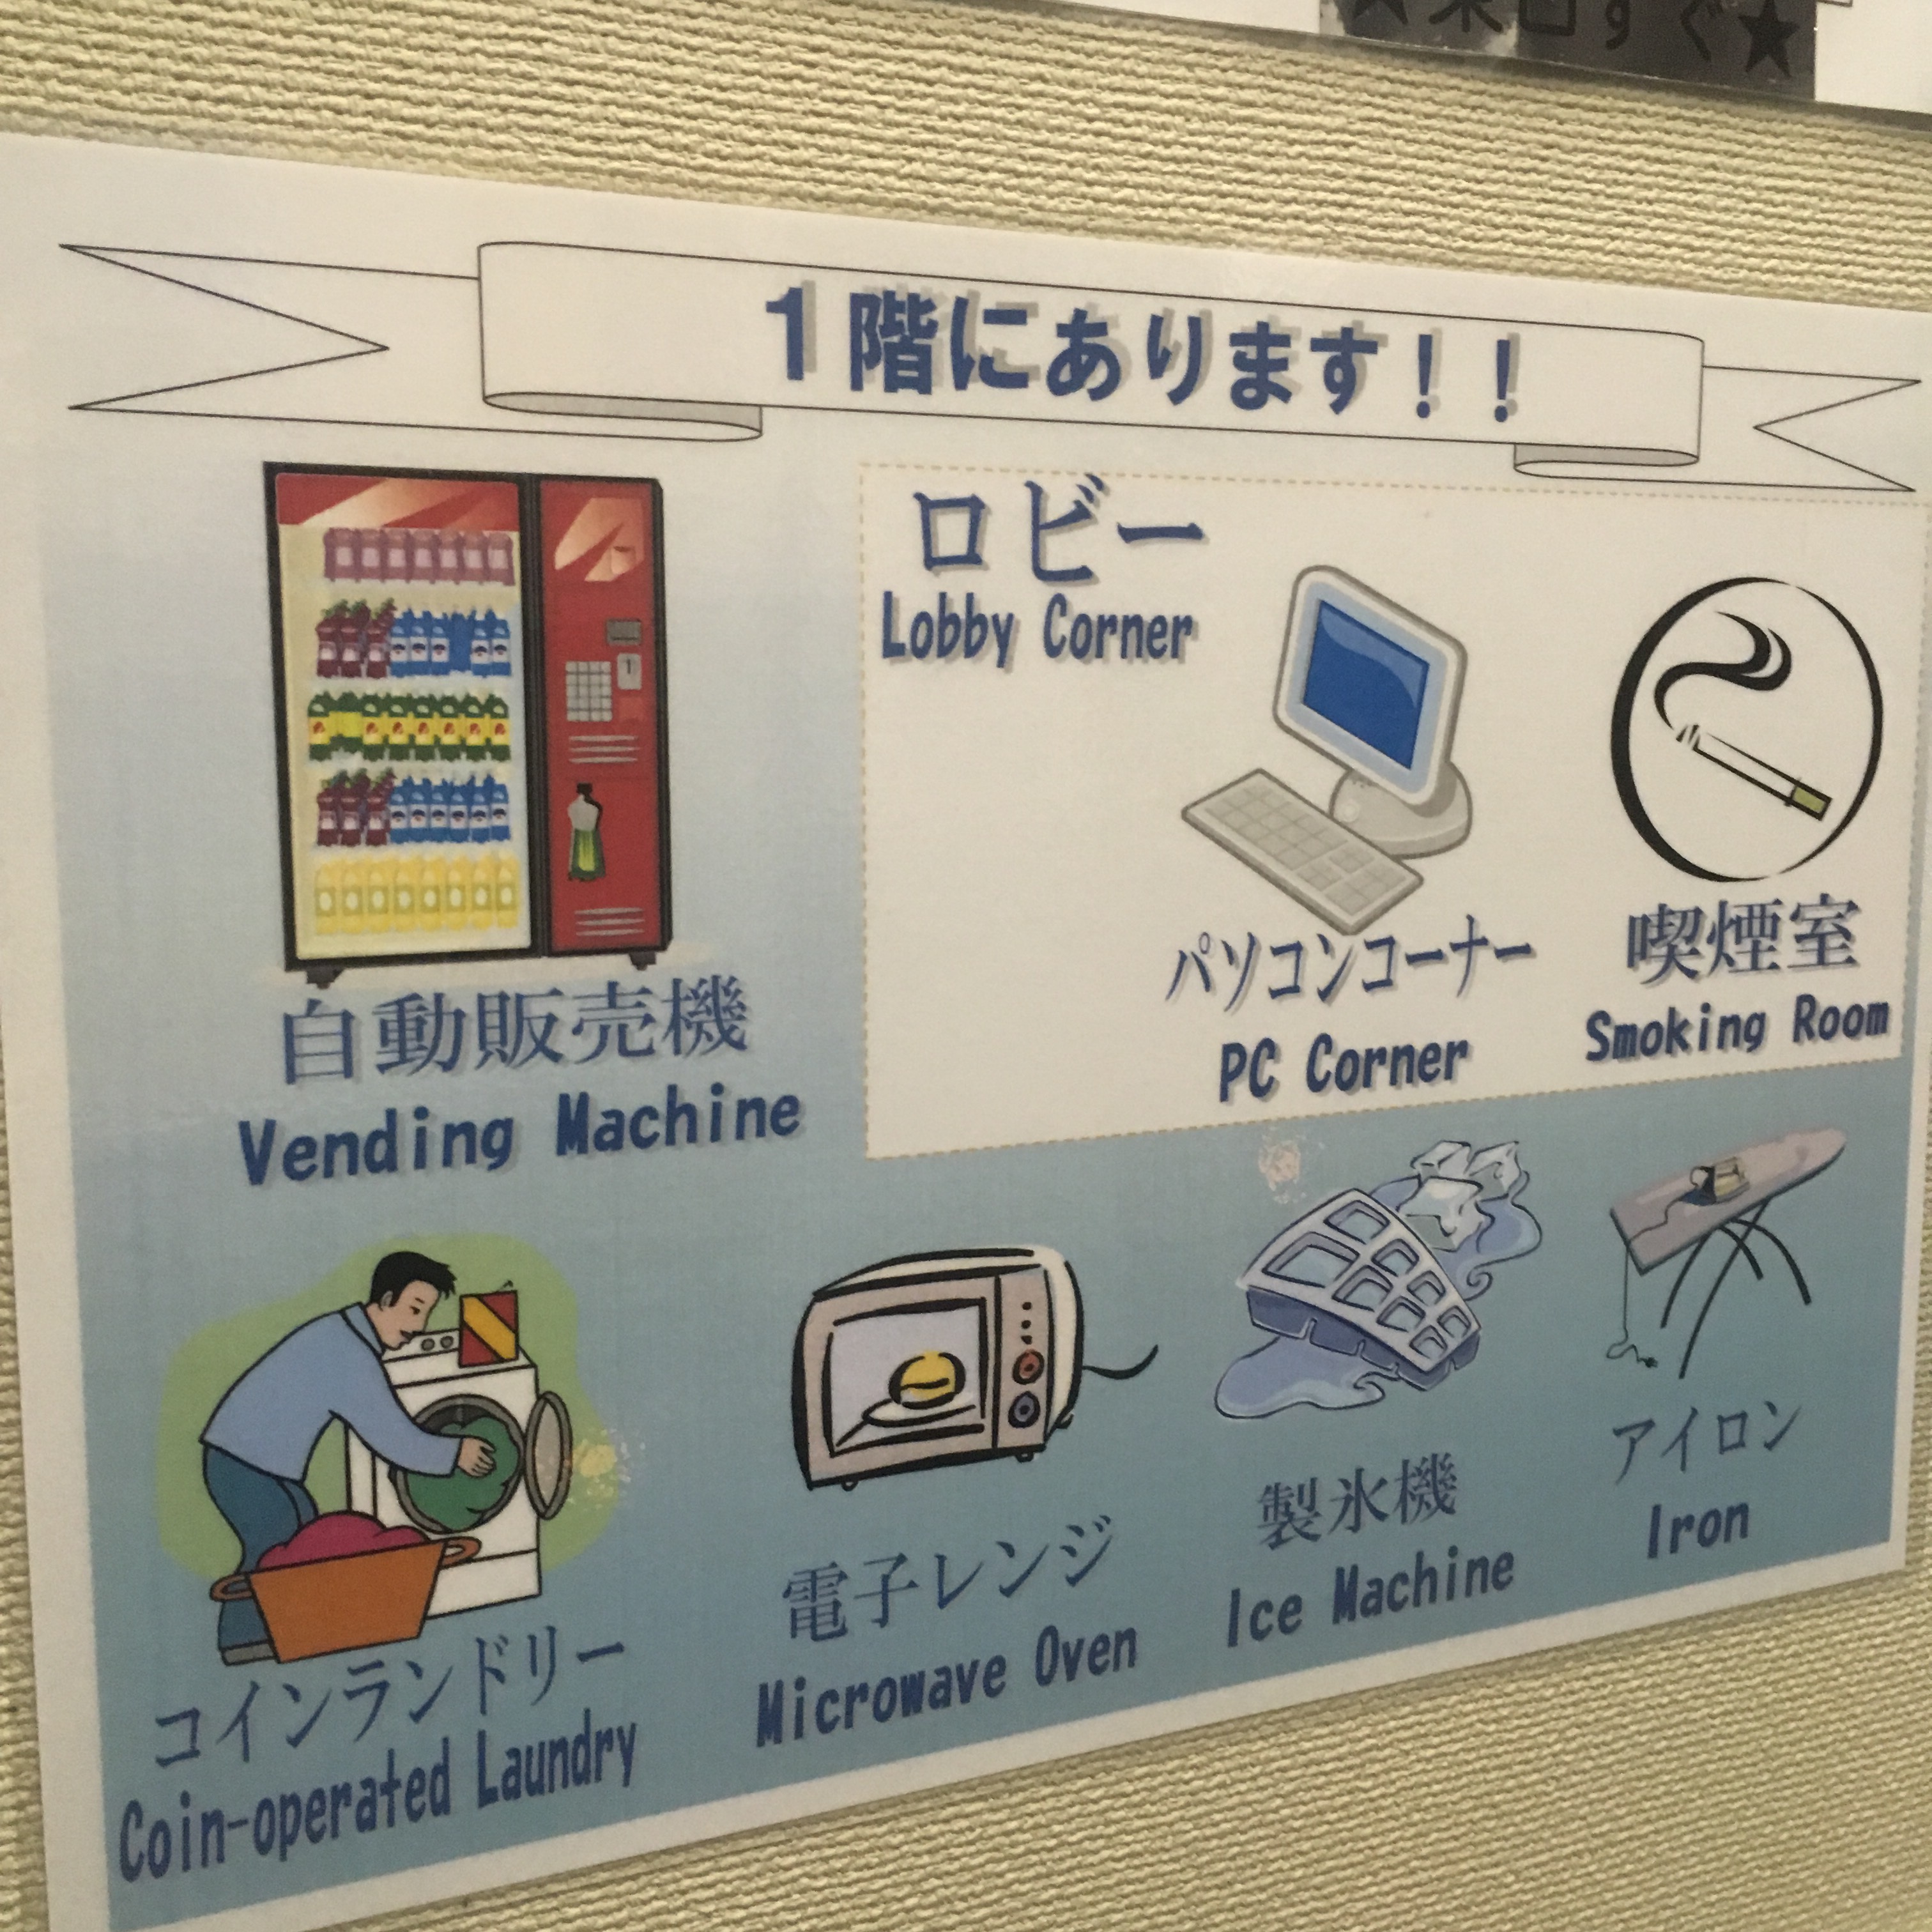 １階にあります！！
ロビー
Lobby Corner
自動販売機
Vending Machine
パソコンコーナー
PC Corner
喫煙室
Smoking Room
コインランドリー
Coin-operated Laundry
電子レンジ
Microwave Oven
製氷機
Ice Machine
アイロン
Iron